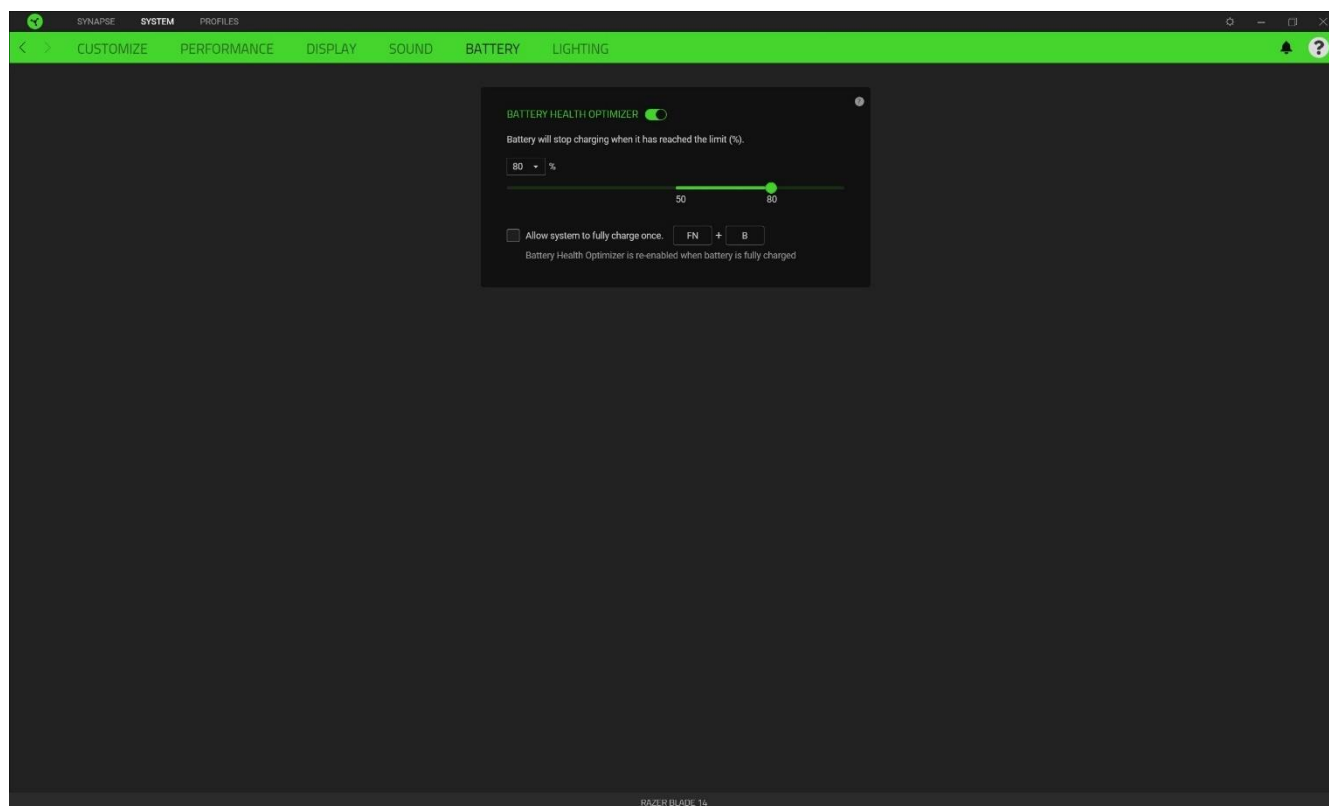 SYNAPSE SYSTEM PROFILES
CUSTOMIZE PERFORMANCE DISPLAY SOUND BATTERY LIGHTING ?
BATTERY HEALTH OPTIMIZER
Battery will stop charging when it has reached the limit (%).
80 %
50 80
Allow system to fully charge once. FN + B
Battery Health Optimizer is re-enabled when battery is fully charged
RAZER BLADE 14